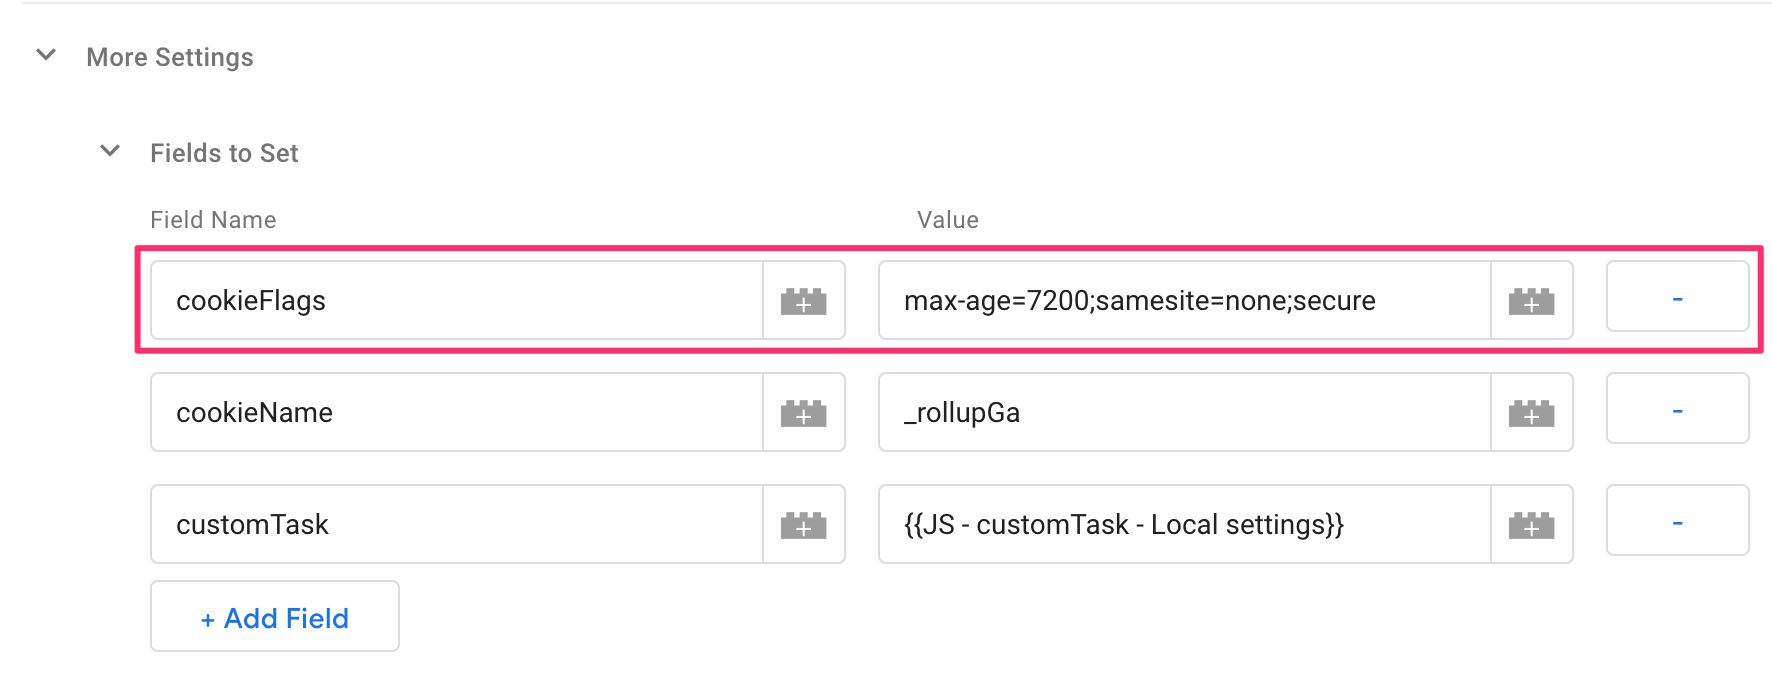 More Settings
Fields to Set
Field Name Value
cookieFlags max-age=7200;samesite=none;secure -
cookieName _rollupGa -
customTask {{JS - customTask - Local settings}} -
+ Add Field